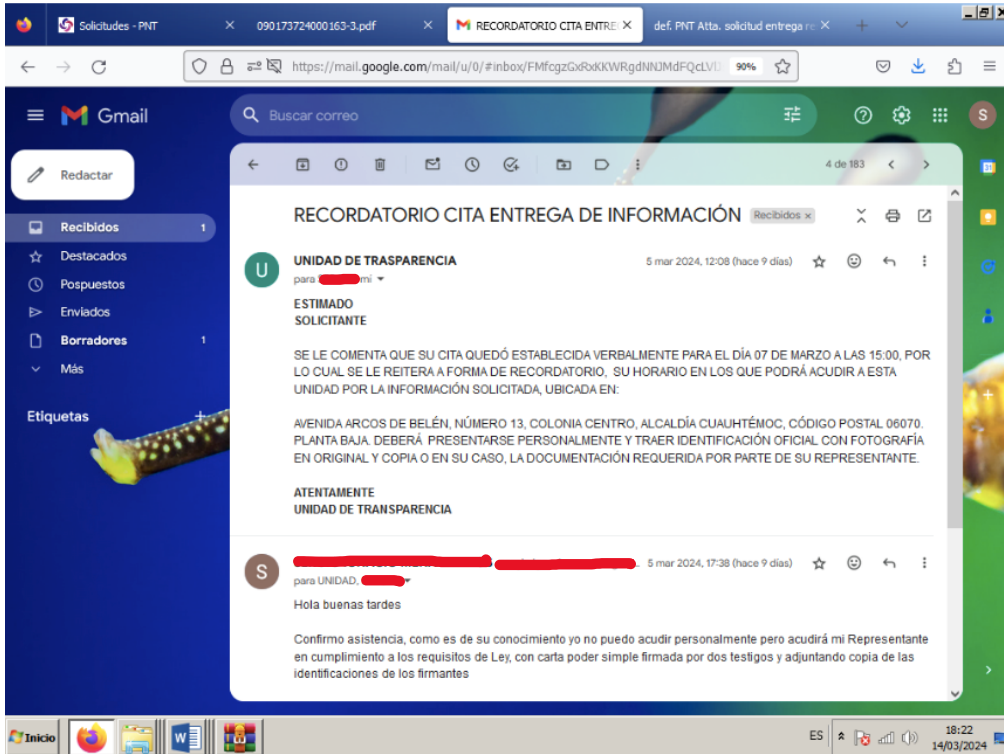 Solicitudes - PNT
090173724000163-3.pdf
RECORDATORIO CITA ENTRE
def. PNT Atta. solicitud entrega re
https://mail.google.com/mail/u/0/#inbox/
90%
Gmail
Buscar correo
S
Redactar
4 de 183
Recibidos 1
Destacados
Pospuestos
Enviados
Borradores 1
Más
Etiquetas
RECORDATORIO CITA ENTREGA DE INFORMACIÓN Recibidos x
U
UNIDAD DE TRASPARENCIA
5 mar 2024, 12:08 (hace 9 días)
para mi
ESTIMADO
SOLICITANTE
SE LE COMENTA QUE SU CITA QUEDÓ ESTABLECIDA VERBALMENTE PARA EL DÍA 07 DE MARZO A LAS 15:00, POR
LO CUAL SE LE REITERA A FORMA DE RECORDATORIO, SU HORARIO EN LOS QUE PODRÁ ACUDIR A ESTA
UNIDAD POR LA INFORMACIÓN SOLICITADA, UBICADA EN:
AVENIDA ARCOS DE BELÉN, NÚMERO 13, COLONIA CENTRO, ALCALDÍA CUAUHTÉMOC, CÓDIGO POSTAL 06070.
PLANTA BAJA. DEBERÁ PRESENTARSE PERSONALMENTE Y TRAER IDENTIFICACIÓN OFICIAL CON FOTOGRAFÍA
EN ORIGINAL Y COPIA O EN SU CASO, LA DOCUMENTACIÓN REQUERIDA POR PARTE DE SU REPRESENTANTE.
ATENTAMENTE
UNIDAD DE TRANSPARENCIA
S
5 mar 2024, 17:38 (hace 9 días)
para UNIDAD,
Hola buenas tardes
Confirmo asistencia, como es de su conocimiento yo no puedo acudir personalmente pero acudirá mi Representante
en cumplimiento a los requisitos de Ley, con carta poder simple firmada por dos testigos y adjuntando copia de las
identificaciones de los firmantes
Inicio
ES
18:22
14/03/2024